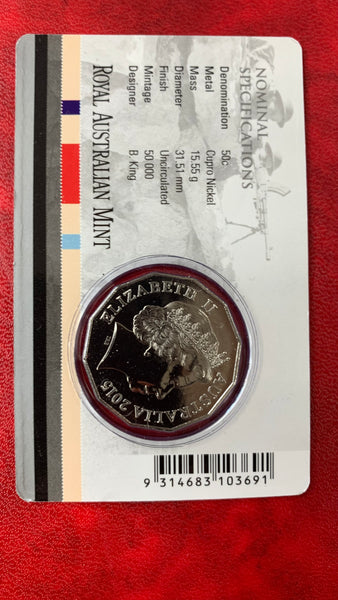 NOMINAL
SPECIFICATIONS
Denomination 50c
Metal Cupro Nickel
Mass 15.55 g
Diameter 31.51 mm
Finish Uncirculated
Mintage 50 000
Designer B. King
ROYAL AUSTRALIAN MINT
ELIZABETH II
AUSTRALIA 2015
9 314683 103691